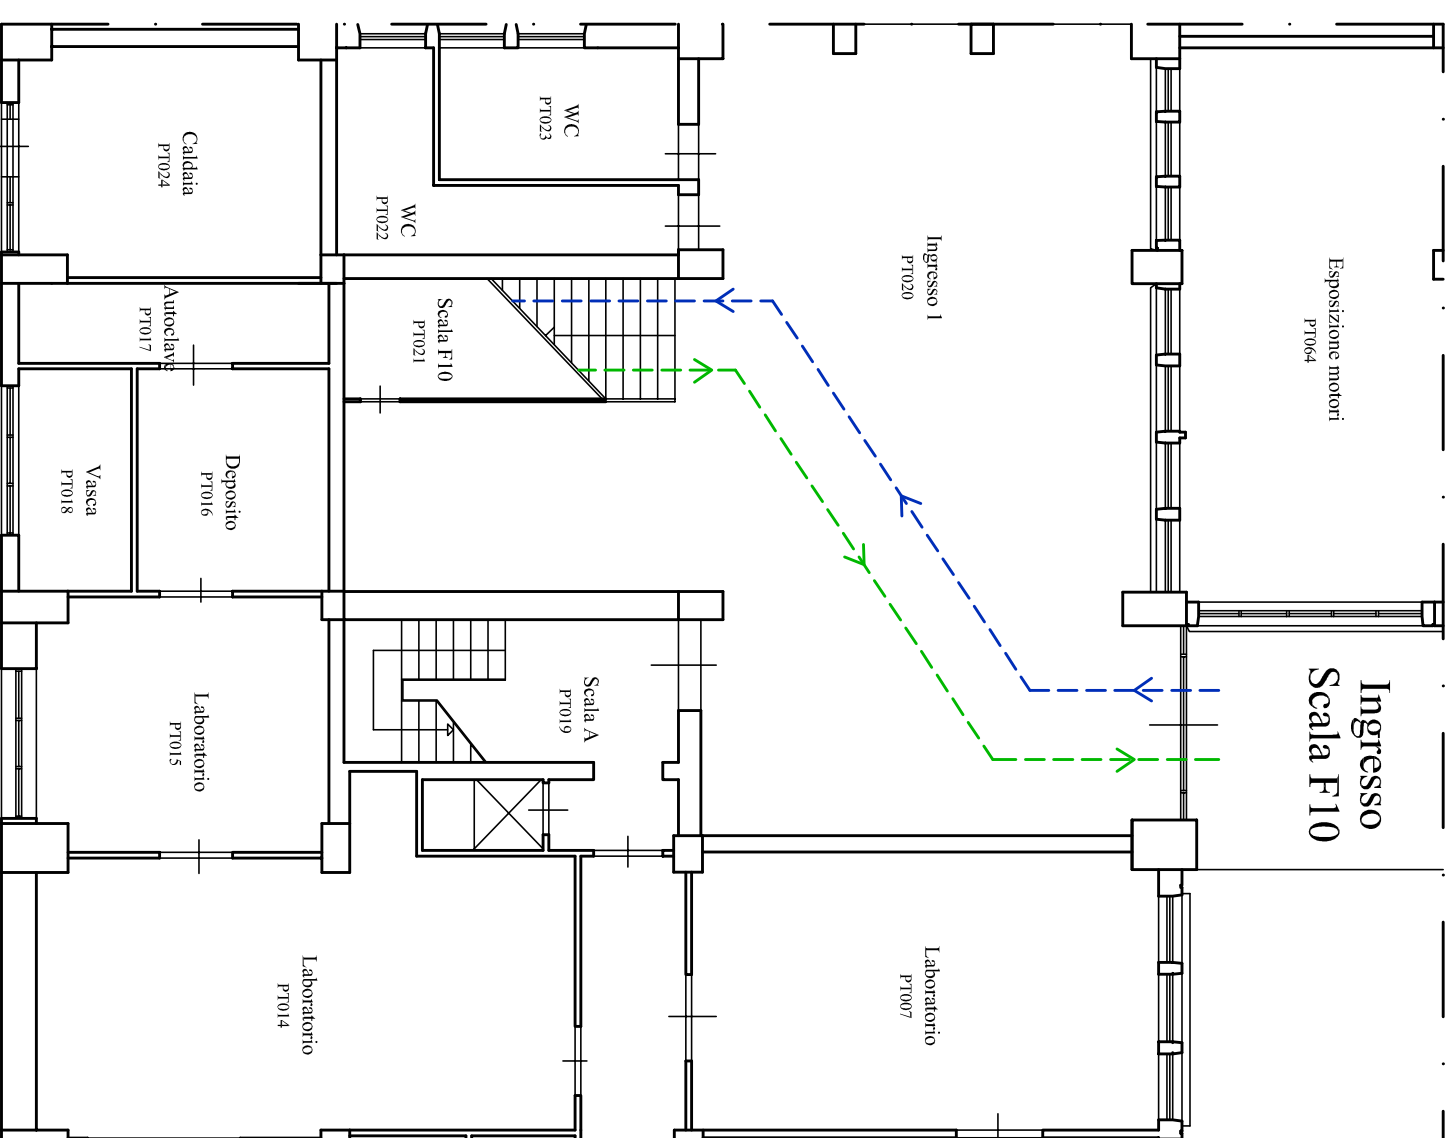 Caldaia
PT024
WC
PT023
WC
PT022
Ingresso 1
PT020
Esposizione motori
PT064
Autoclave
PT017
Scala F10
PT021
Vasca
PT018
Deposito
PT016
Laboratorio
PT015
Scala A
PT019
Ingresso
Scala F10
Laboratorio
PT014
Laboratorio
PT007